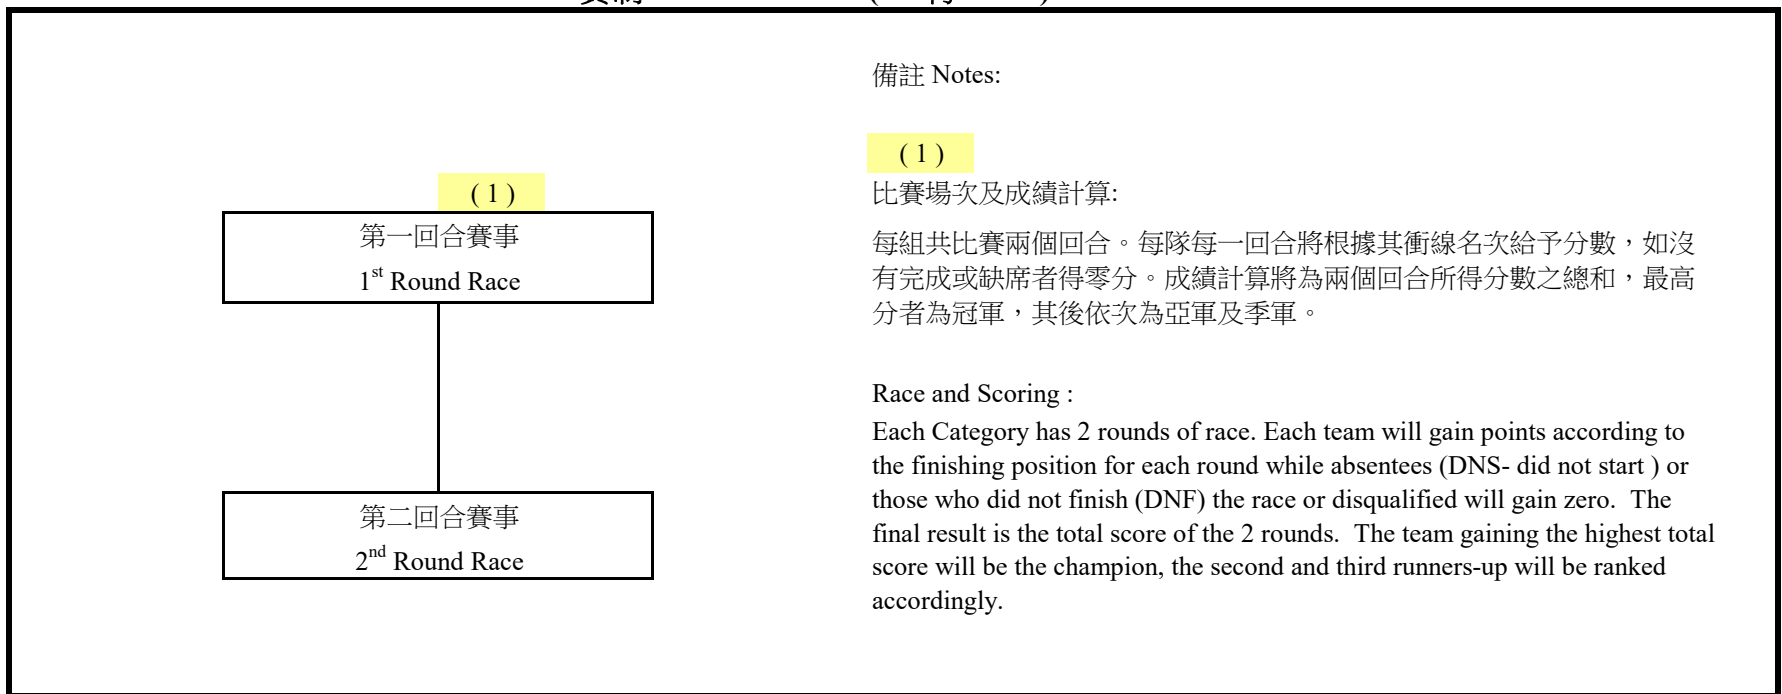 備註 Notes:
( 1 )
( 1 )
第一回合賽事
1st Round Race
第二回合賽事
2nd Round Race
比賽場次及成績計算:
每組共比賽兩個回合。每隊每一回合將根據其衝線名次給予分數，如沒
有完成或缺席者得零分。成績計算將為兩個回合所得分數之總和，最高
分者為冠軍，其後依次為亞軍及季軍。
Race and Scoring :
Each Category has 2 rounds of race. Each team will gain points according to
the finishing position for each round while absentees (DNS- did not start ) or
those who did not finish (DNF) the race or disqualified will gain zero.  The
final result is the total score of the 2 rounds.  The team gaining the highest total
score will be the champion, the second and third runners-up will be ranked
accordingly.